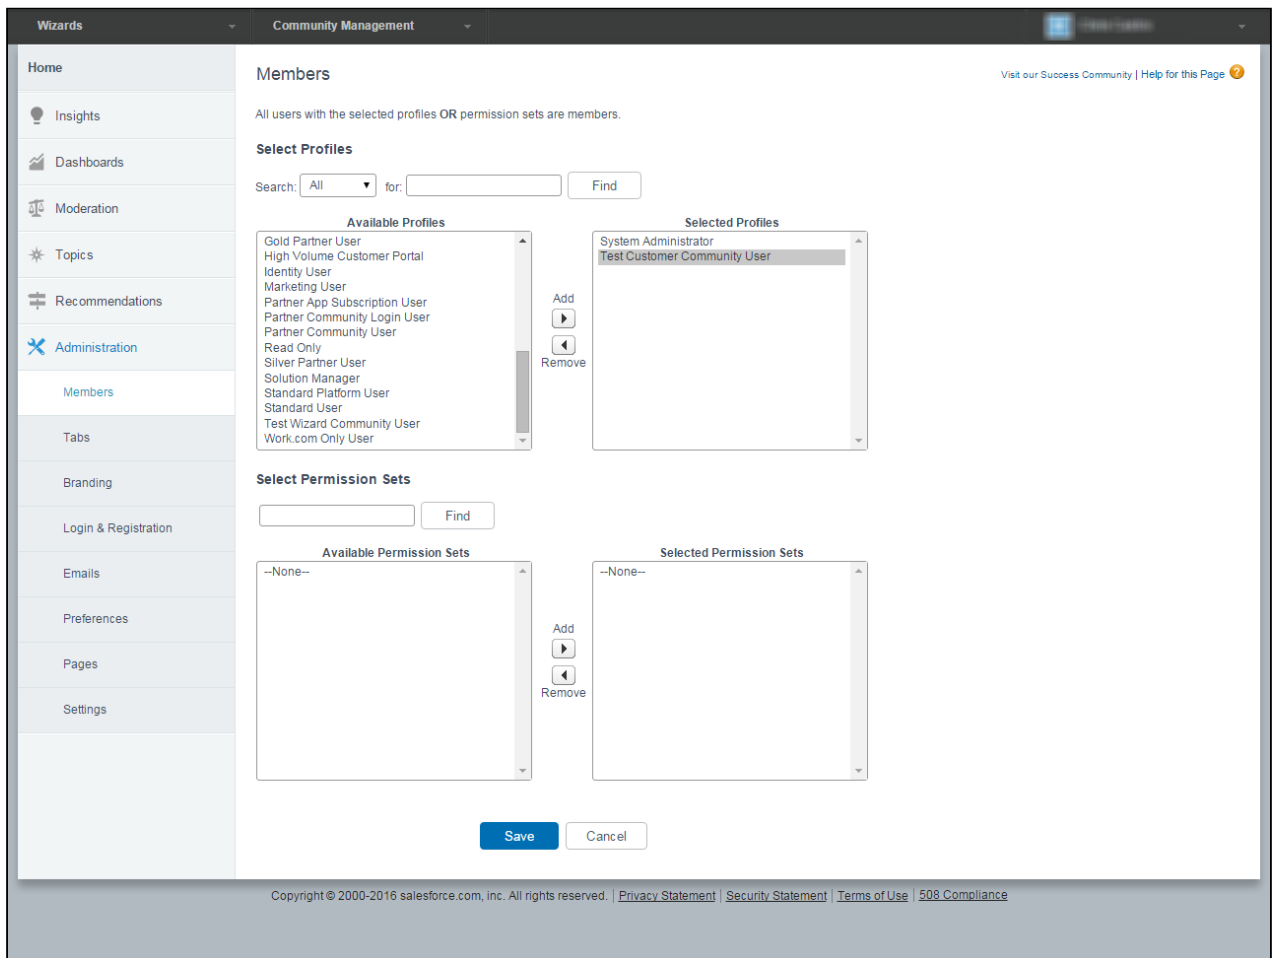 Wizards
Community Management
Home
Insights
Dashboards
Moderation
Topics
Recommendations
Administration
Members
Tabs
Branding
Login & Registration
Emails
Preferences
Pages
Settings
Members
Visit our Success Community | Help for this Page ?
All users with the selected profiles OR permission sets are members.
Select Profiles
Search: All for: Find
Available Profiles
Gold Partner User
High Volume Customer Portal
Identity User
Marketing User
Partner App Subscription User
Partner Community Login User
Partner Community User
Read Only
Silver Partner User
Solution Manager
Standard Platform User
Standard User
Test Wizard Community User
Work.com Only User
Add
Remove
Selected Profiles
System Administrator
Test Customer Community User
Select Permission Sets
Find
Available Permission Sets
--None--
Add
Remove
Selected Permission Sets
--None--
Save Cancel
Copyright © 2000-2016 salesforce.com, inc. All rights reserved. | Privacy Statement | Security Statement | Terms of Use | 508 Compliance